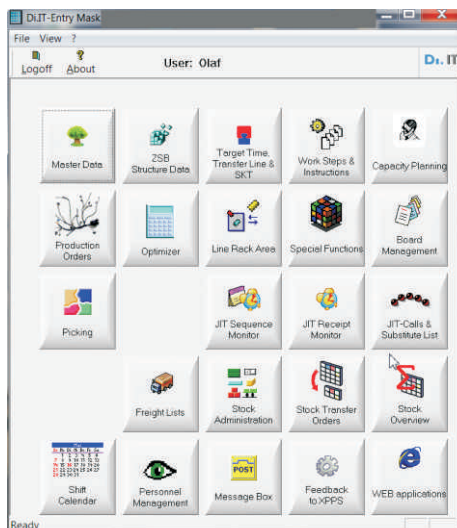 Di.IT-Entry Mask
File View ?
Logoff About User: Olaf DI. IT
Master Data
ZSB
Structure Data
Target Time,
Transfer Line &
SKT
Work Steps &
Instructions
Capacity Planning
Production
Orders
Optimizer
Line Rack Area
Special Functions
Board
Management
Picking
JIT Sequence
Monitor
JIT Receipt
Monitor
JIT-Calls &
Substitute List
Freight Lists
Stock
Administration
Stock Transfer
Orders
Stock
Overview
Shift
Calendar
Personnel
Management
POST
Message Box
Feedback
to XPPS
WEB applications
Ready